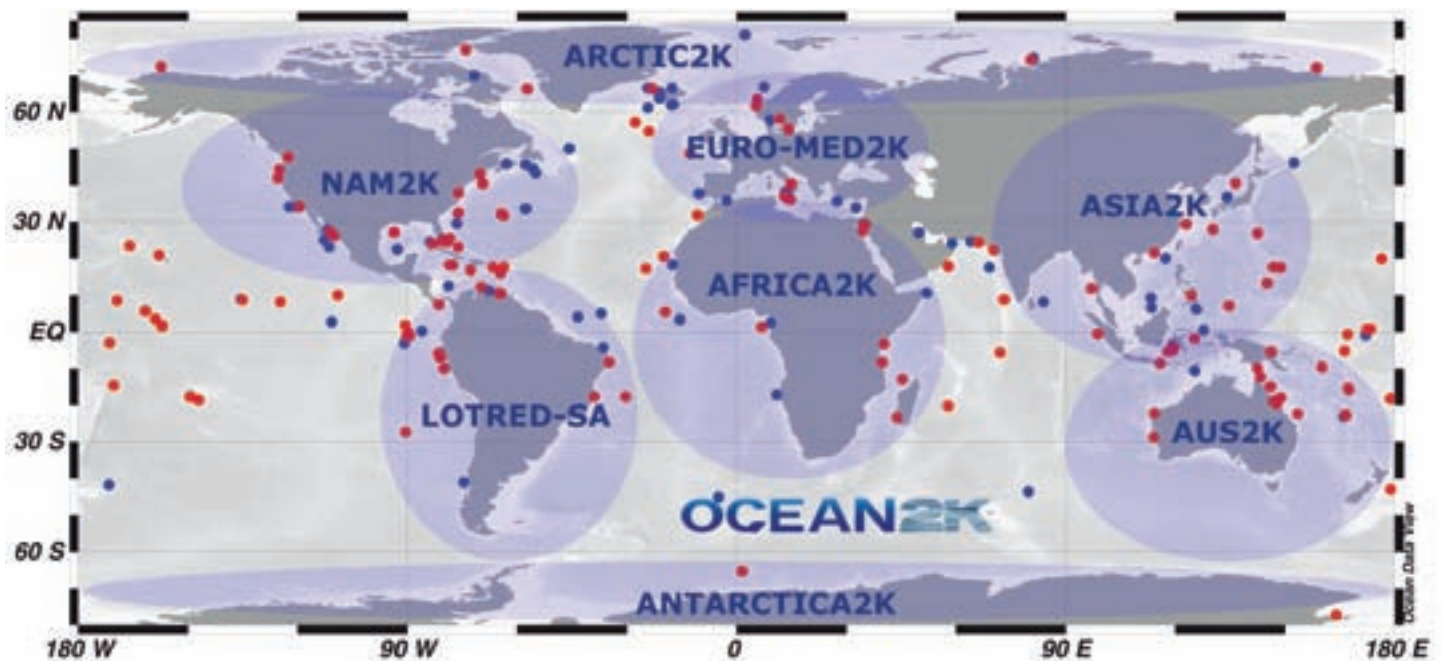 ARCTIC2K
60 N
EURO-MED2K
NAM2K
ASIA2K
30 N
AFRICA2K
EQ
LOTRED-SA
AUS2K
30 S
OCEAN2K
60 S
ANTARCTICA2K
Ocean Data View
180 W
90 W
0
90 E
180 E